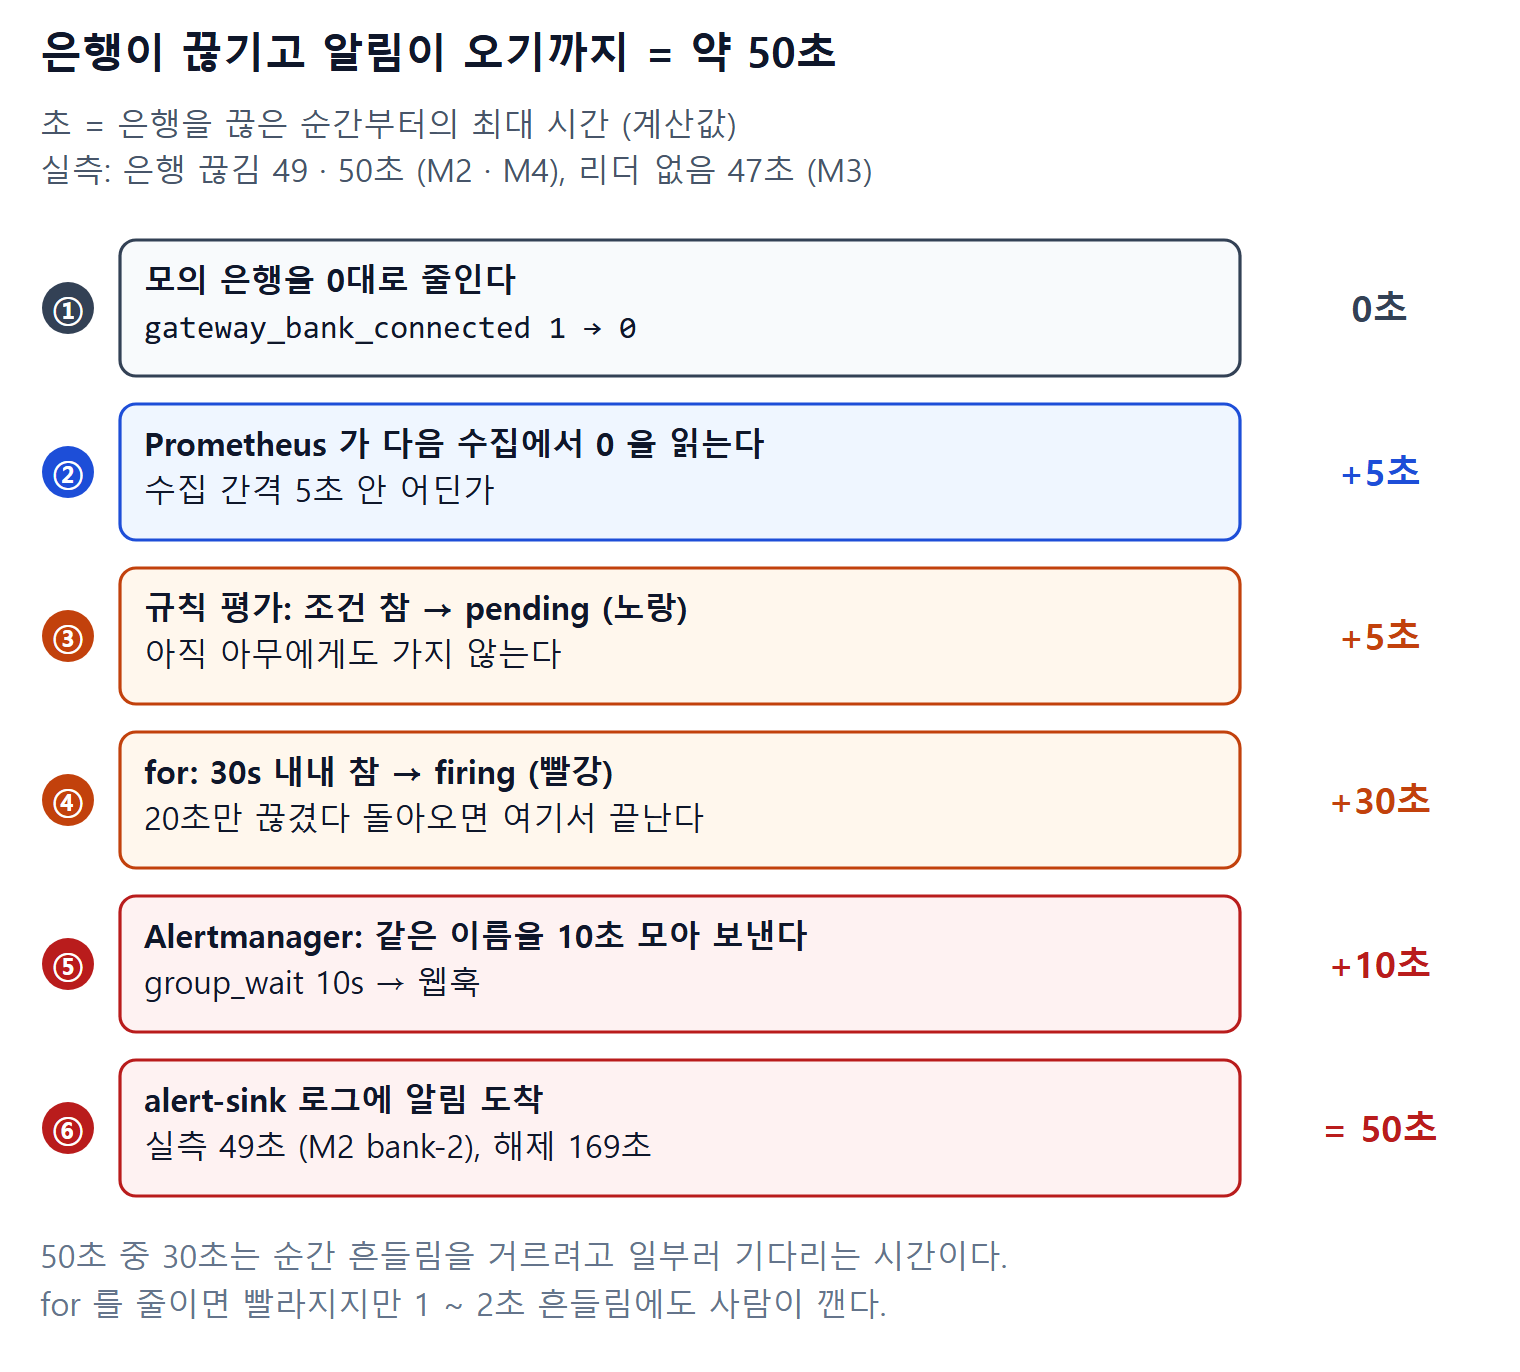 은행이 끊기고 알림이 오기까지 = 약 50초
초 = 은행을 끊은 순간부터의 최대 시간 (계산값)
실측: 은행 끊김 49 · 50초 (M2 · M4), 리더 없음 47초 (M3)
①
모의 은행을 0대로 줄인다
gateway_bank_connected 1 → 0
0초
②
Prometheus 가 다음 수집에서 0 을 읽는다
수집 간격 5초 안 어딘가
+5초
③
규칙 평가: 조건 참 → pending (노랑)
아직 아무에게도 가지 않는다
+5초
④
for: 30s 내내 참 → firing (빨강)
20초만 끊겼다 돌아오면 여기서 끝난다
+30초
⑤
Alertmanager: 같은 이름을 10초 모아 보낸다
group_wait 10s → 웹훅
+10초
⑥
alert-sink 로그에 알림 도착
실측 49초 (M2 bank-2), 해제 169초
= 50초
50초 중 30초는 순간 흔들림을 거르려고 일부러 기다리는 시간이다.
for 를 줄이면 빨라지지만 1 ~ 2초 흔들림에도 사람이 깬다.